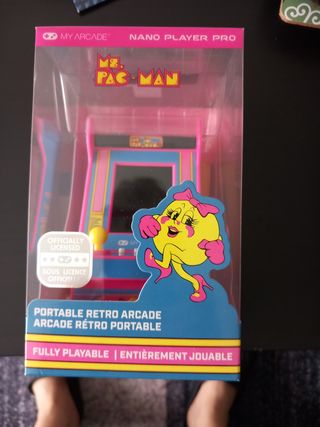 MY ARCADE® NANO PLAYER PRO
MS.
PAC-MAN
OFFICIALLY
LICENSED
SOUS LICENCE
OFFICIELLE
PORTABLE RETRO ARCADE
ARCADE RÉTRO PORTABLE
FULLY PLAYABLE | ENTIÈREMENT JOUABLE